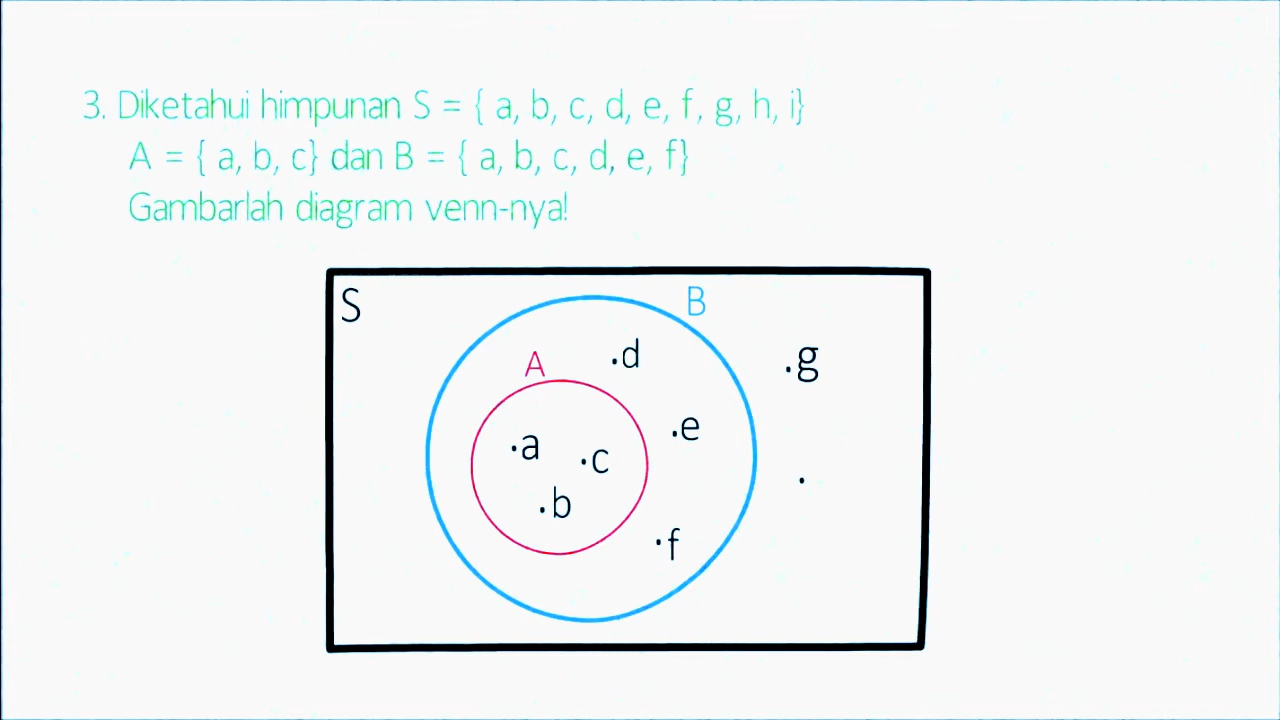 3. Diketahui himpunan S = { a, b, c, d, e, f, g, h, i}
A = { a, b, c} dan B = { a, b, c, d, e, f}
Gambarlah diagram venn-nya!
S
B
A
.d
.g
.a
.c
.e
.b
.f
.